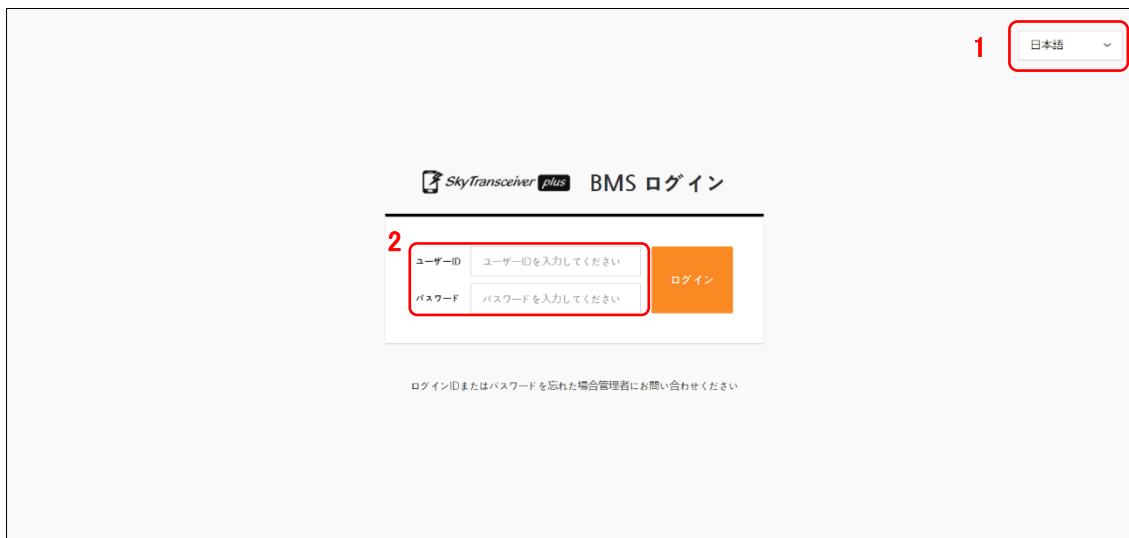 1
日本語
SkyTransceiver plus BMS ログイン
2
ユーザーID ユーザーIDを入力してください
ログイン
パスワード パスワードを入力してください
ログインIDまたはパスワードを忘れた場合管理者にお問い合わせください